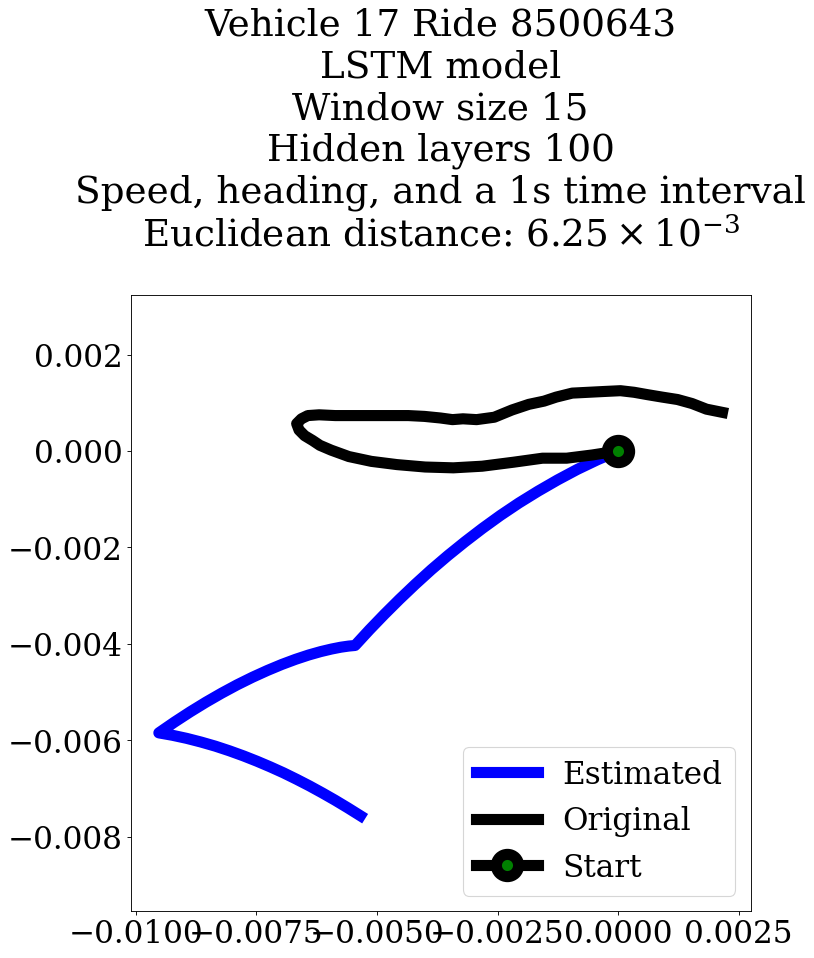 Vehicle 17 Ride 8500643
LSTM model
Window size 15
Hidden layers 100
Speed, heading, and a 1s time interval
Euclidean distance: 6.25 × 10⁻³
0.002
0.000
−0.002
−0.004
−0.006
−0.008
Estimated
Original
Start
−0.0100 −0.0075 −0.0050 −0.0025 0.0000 0.0025